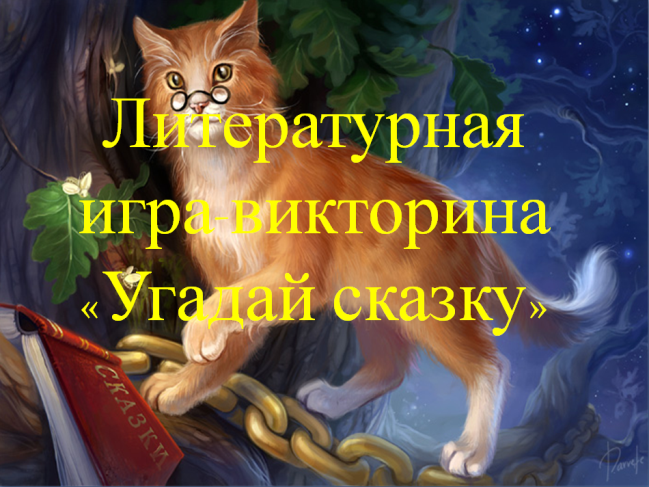 Литературная
игра-викторина
«Угадай сказку»
СКАЗКИ